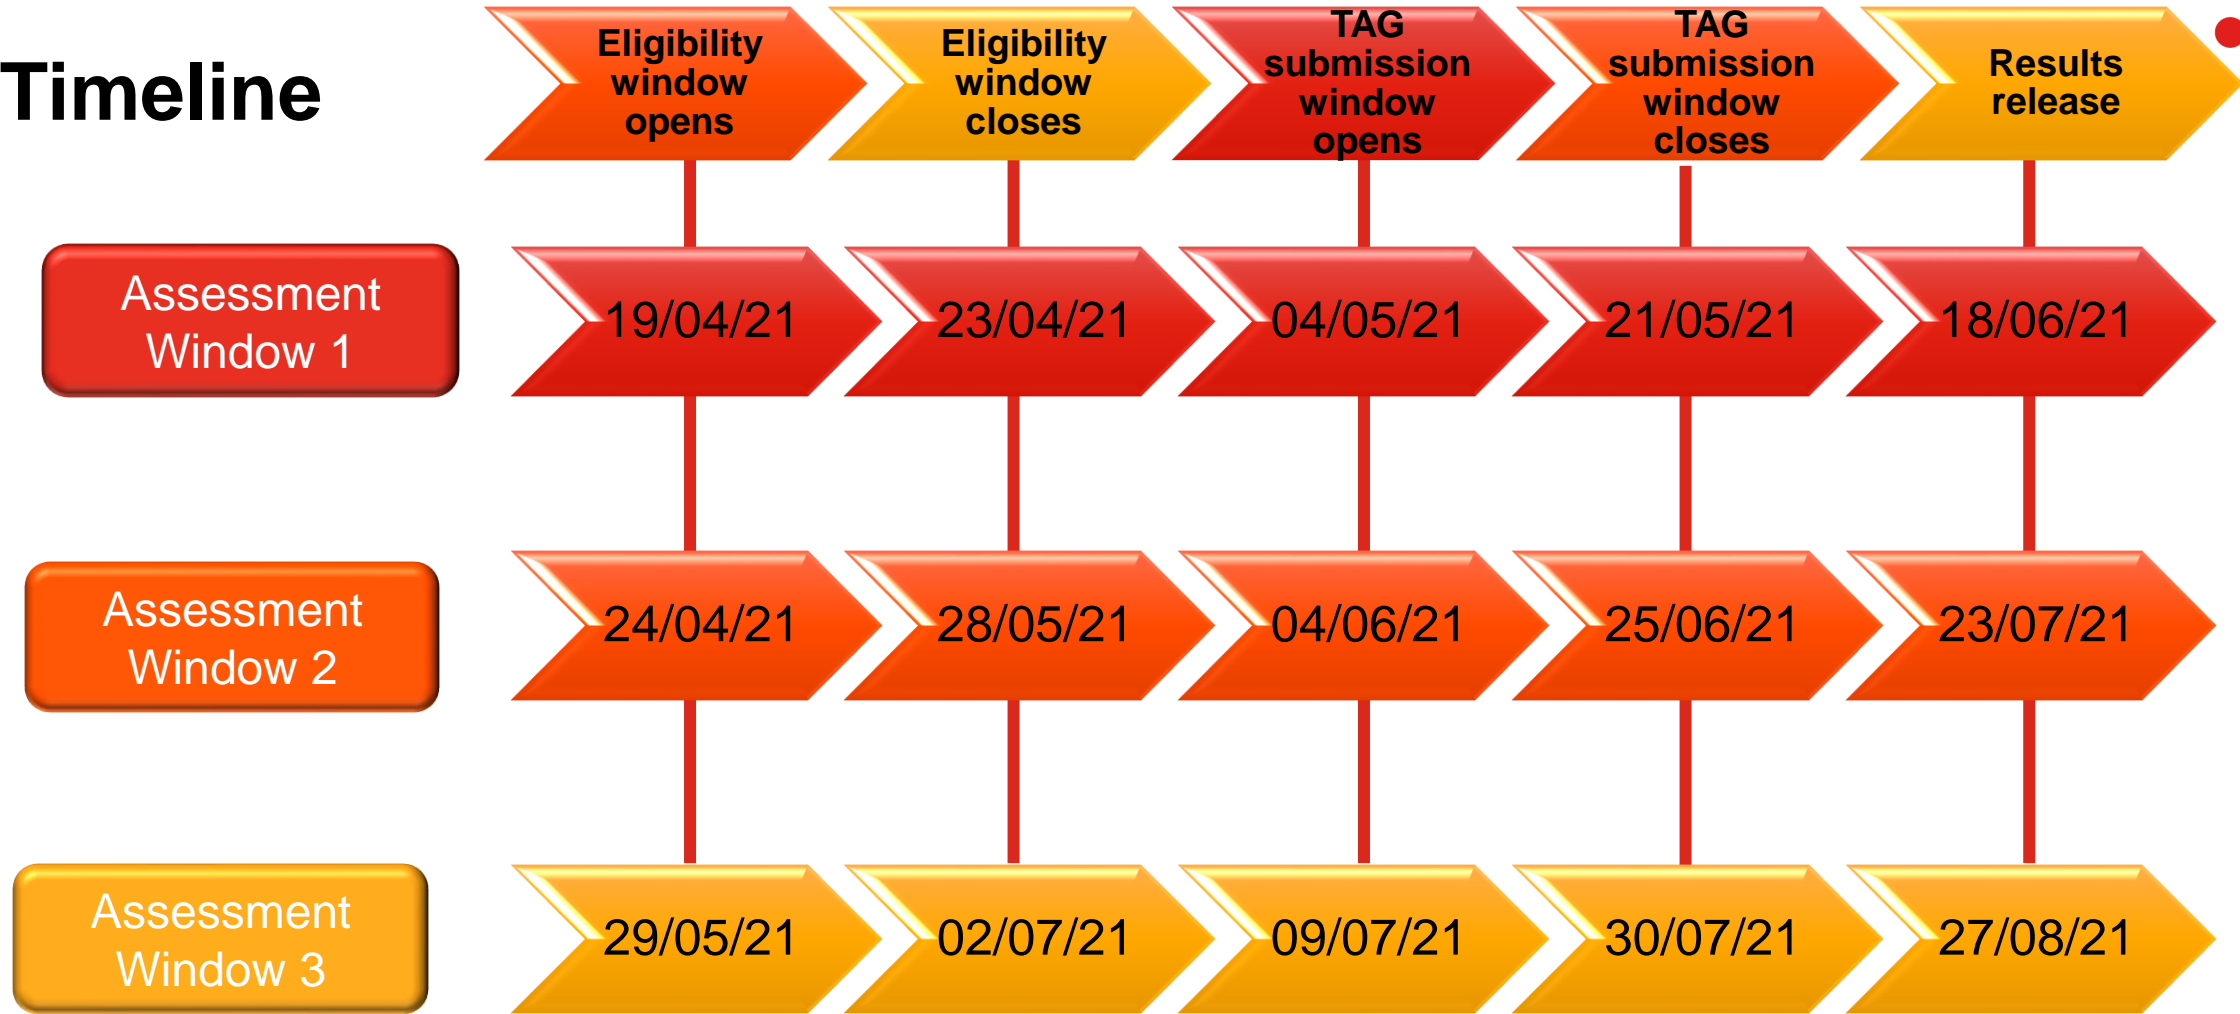 Timeline
Eligibility
window
opens
Eligibility
window
closes
TAG
submission
window
opens
TAG
submission
window
closes
Results
release
Assessment
Window 1
19/04/21
23/04/21
04/05/21
21/05/21
18/06/21
Assessment
Window 2
24/04/21
28/05/21
04/06/21
25/06/21
23/07/21
Assessment
Window 3
29/05/21
02/07/21
09/07/21
30/07/21
27/08/21